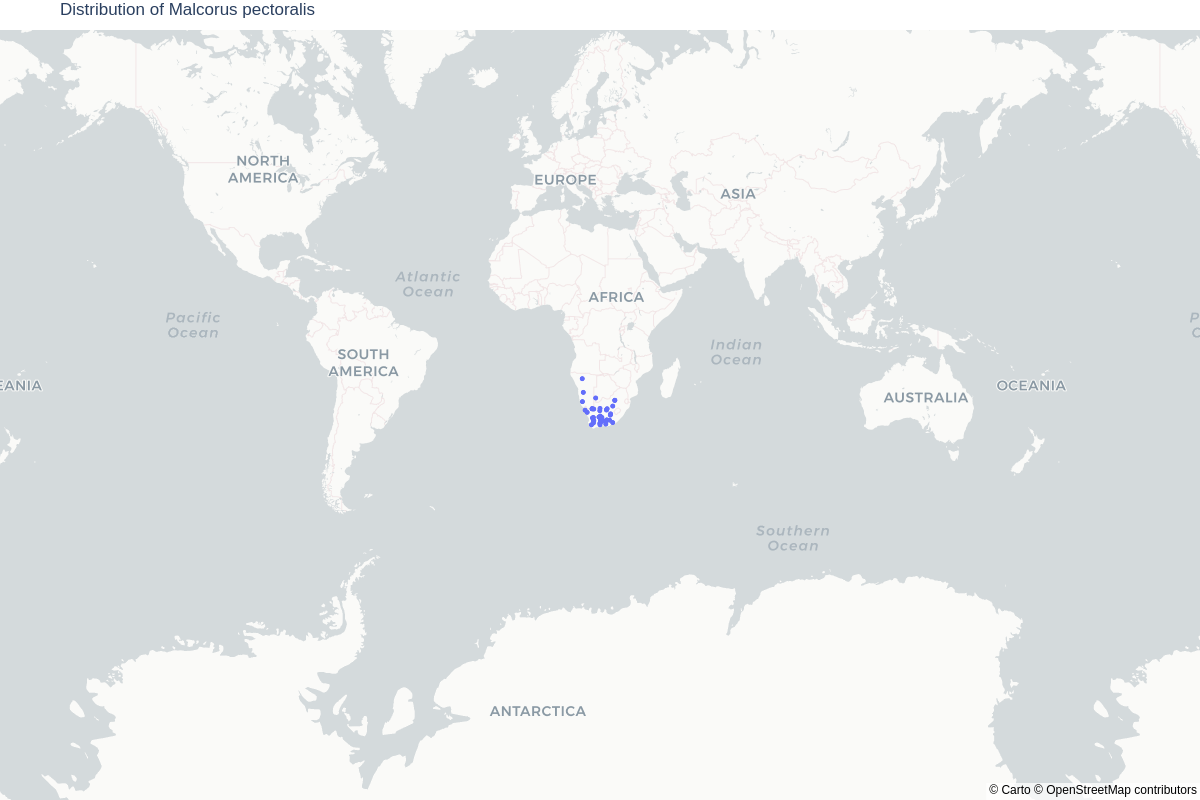 Distribution of Malcorus pectoralis
NORTH
AMERICA
EUROPE
ASIA
Atlantic
Ocean
AFRICA
Pacific
Ocean
P
C
Indian
Ocean
SOUTH
AMERICA
EANIA
OCEANIA
AUSTRALIA
Southern
Ocean
ANTARCTICA
© Carto © OpenStreetMap contributors